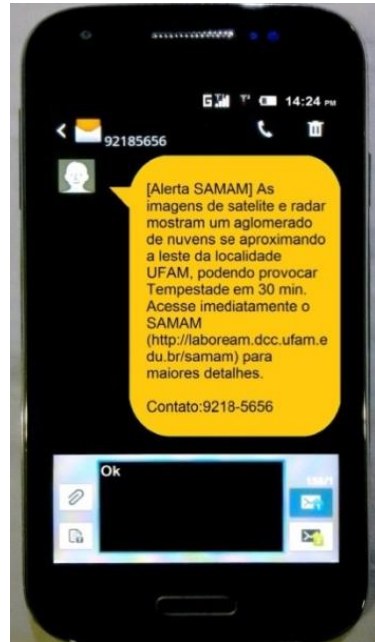 14:24 PM
92185656
[Alerta SAMAM] As
imagens de satelite e radar
mostram um aglomerado
de nuvens se aproximando
a leste da localidade
UFAM, podendo provocar
Tempestade em 30 min.
Acesse imediatamente o
SAMAM
(http://laboream.dcc.ufam.e
du.br/samam) para
maiores detalhes.
Contato:9218-5656
Ok